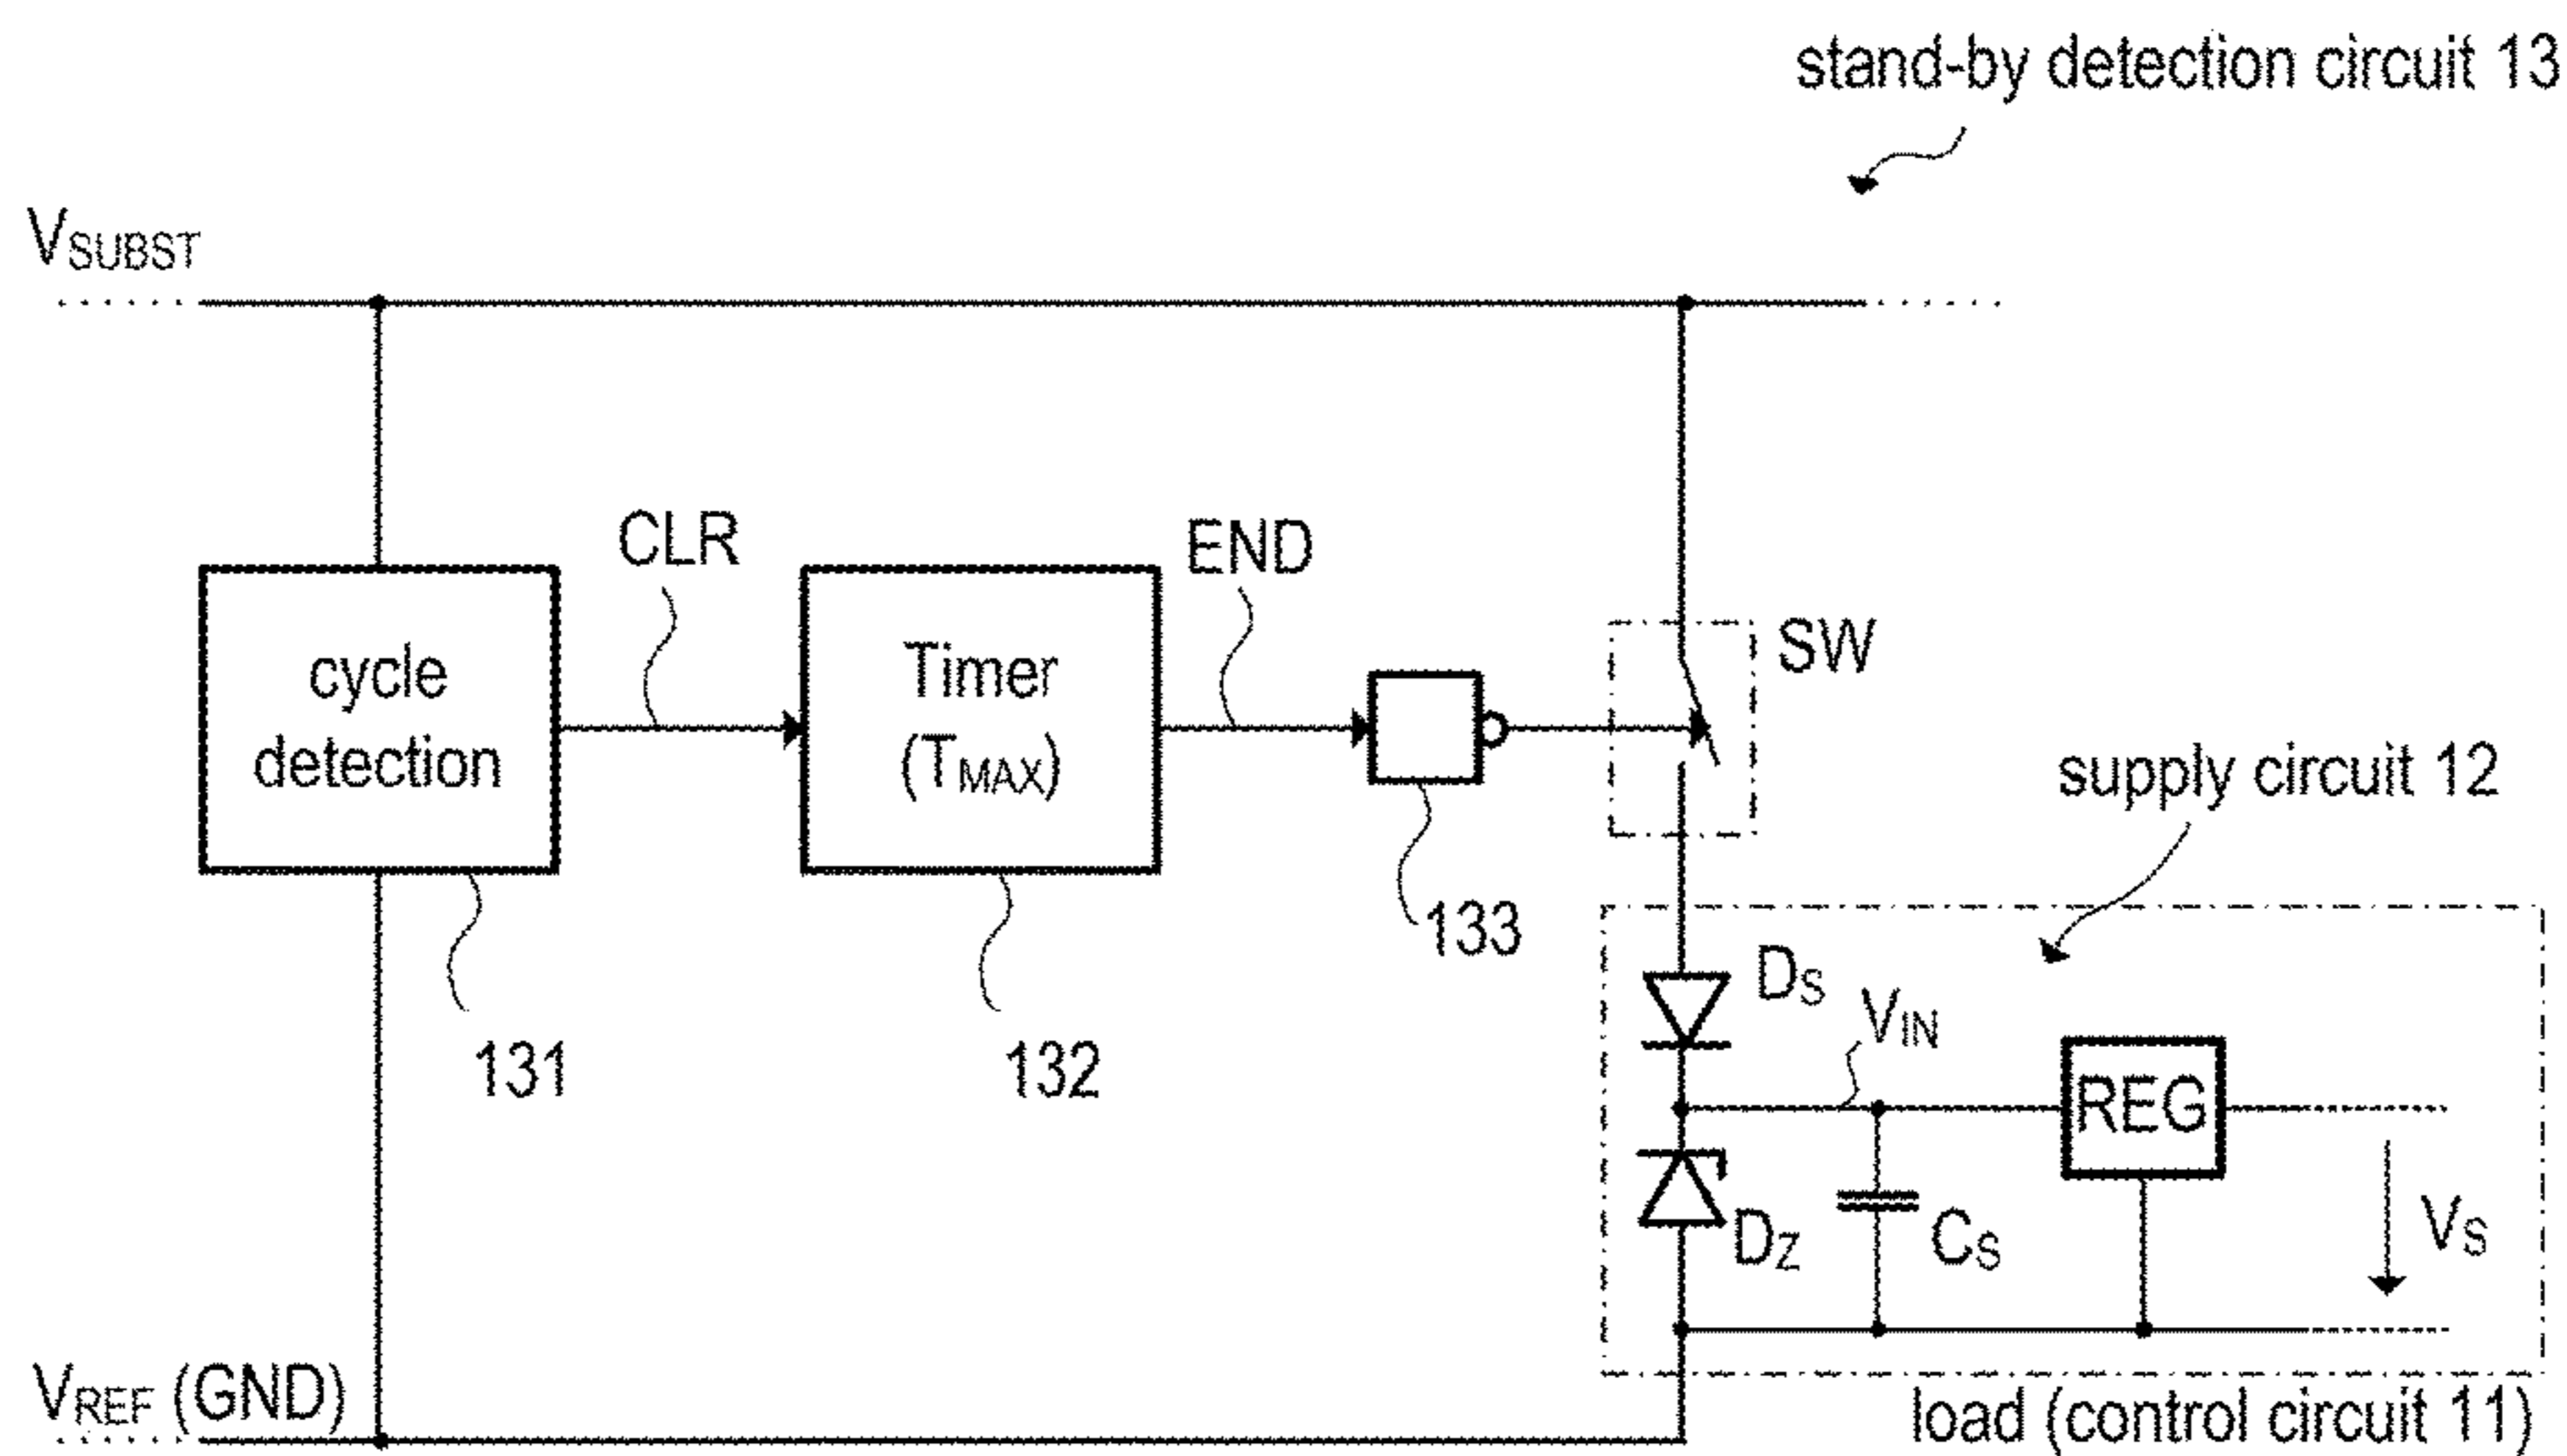 stand-by detection circuit 13
VSUBST
CLR
END
cycle
detection
Timer
(TMAX)
SW
supply circuit 12
133
DS
VIN
131
132
REG
DZ
CS
VS
VREF (GND)
load (control circuit 11)